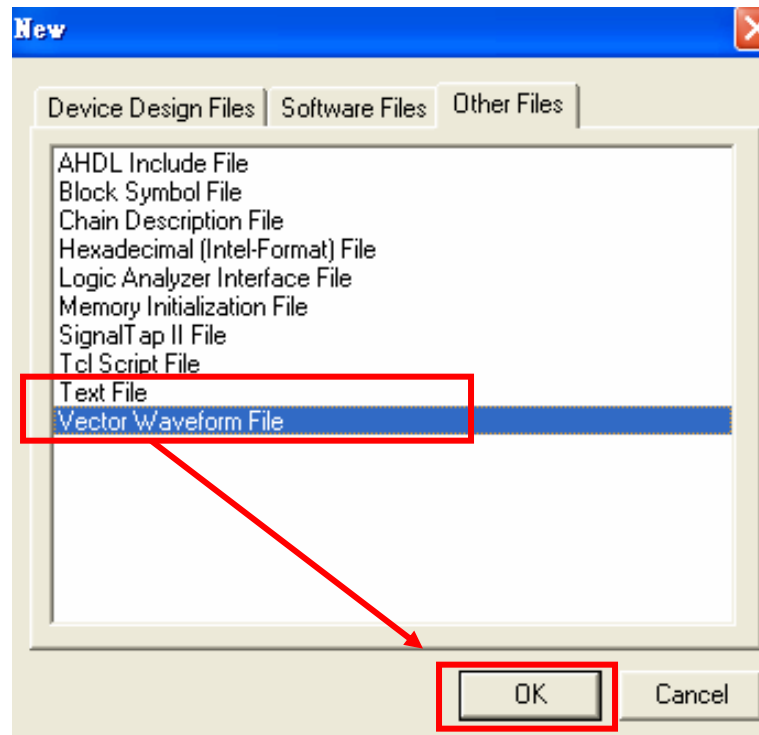 New
Device Design Files Software Files Other Files
AHDL Include File
Block Symbol File
Chain Description File
Hexadecimal (Intel-Format) File
Logic Analyzer Interface File
Memory Initialization File
SignalTap II File
Tcl Script File
Text File
Vector Waveform File
OK Cancel